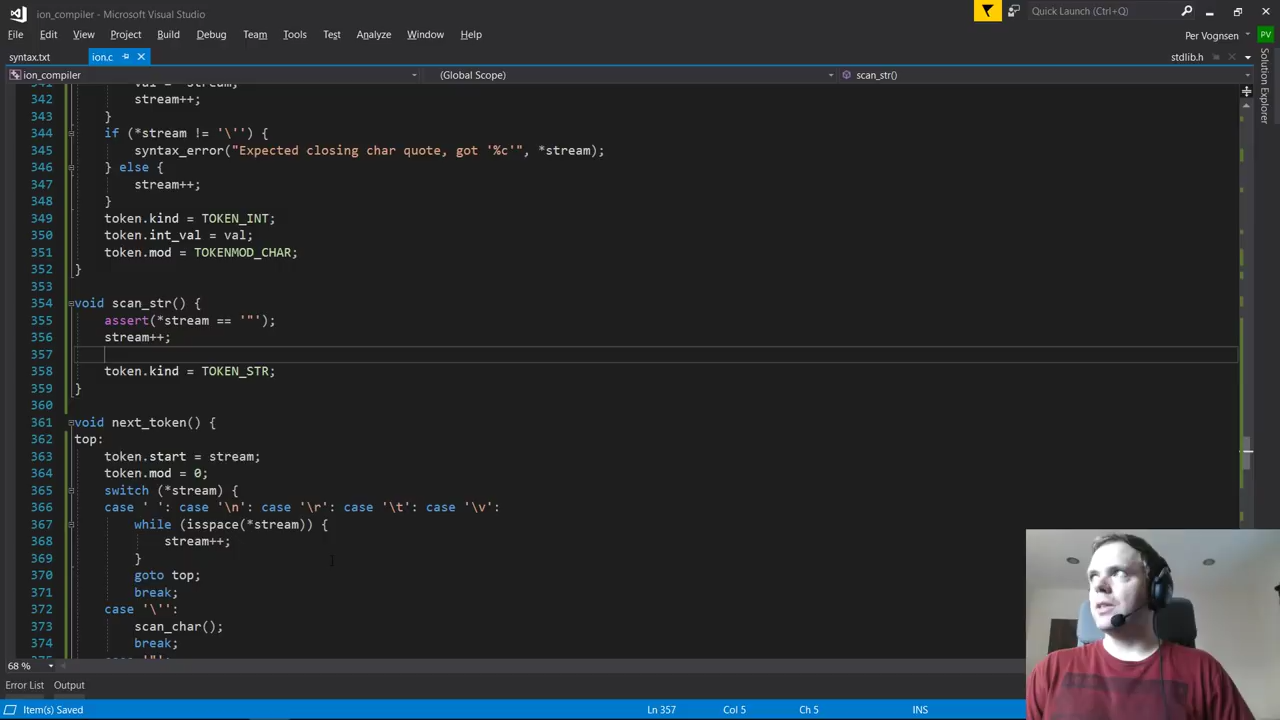 ion_compiler - Microsoft Visual Studio
Quick Launch (Ctrl+Q)
File Edit View Project Build Debug Team Tools Test Analyze Window Help
Per Vognsen PV
syntax.txt ion.c stdlib.h
ion_compiler (Global Scope) scan_str()
Solution Explorer
342 stream++;
343 }
344 if (*stream != '\'') {
345 syntax_error("Expected closing char quote, got '%c'", *stream);
346 } else {
347 stream++;
348 }
349 token.kind = TOKEN_INT;
350 token.int_val = val;
351 token.mod = TOKENMOD_CHAR;
352 }
353
354 void scan_str() {
355 assert(*stream == '"');
356 stream++;
357
358 token.kind = TOKEN_STR;
359 }
360
361 void next_token() {
362 top:
363 token.start = stream;
364 token.mod = 0;
365 switch (*stream) {
366 case ' ': case '\n': case '\r': case '\t': case '\v':
367 while (isspace(*stream)) {
368 stream++;
369 }
370 goto top;
371 break;
372 case '\'':
373 scan_char();
374 break;
68 %
Error List Output
Item(s) Saved Ln 357 Col 5 Ch 5 INS